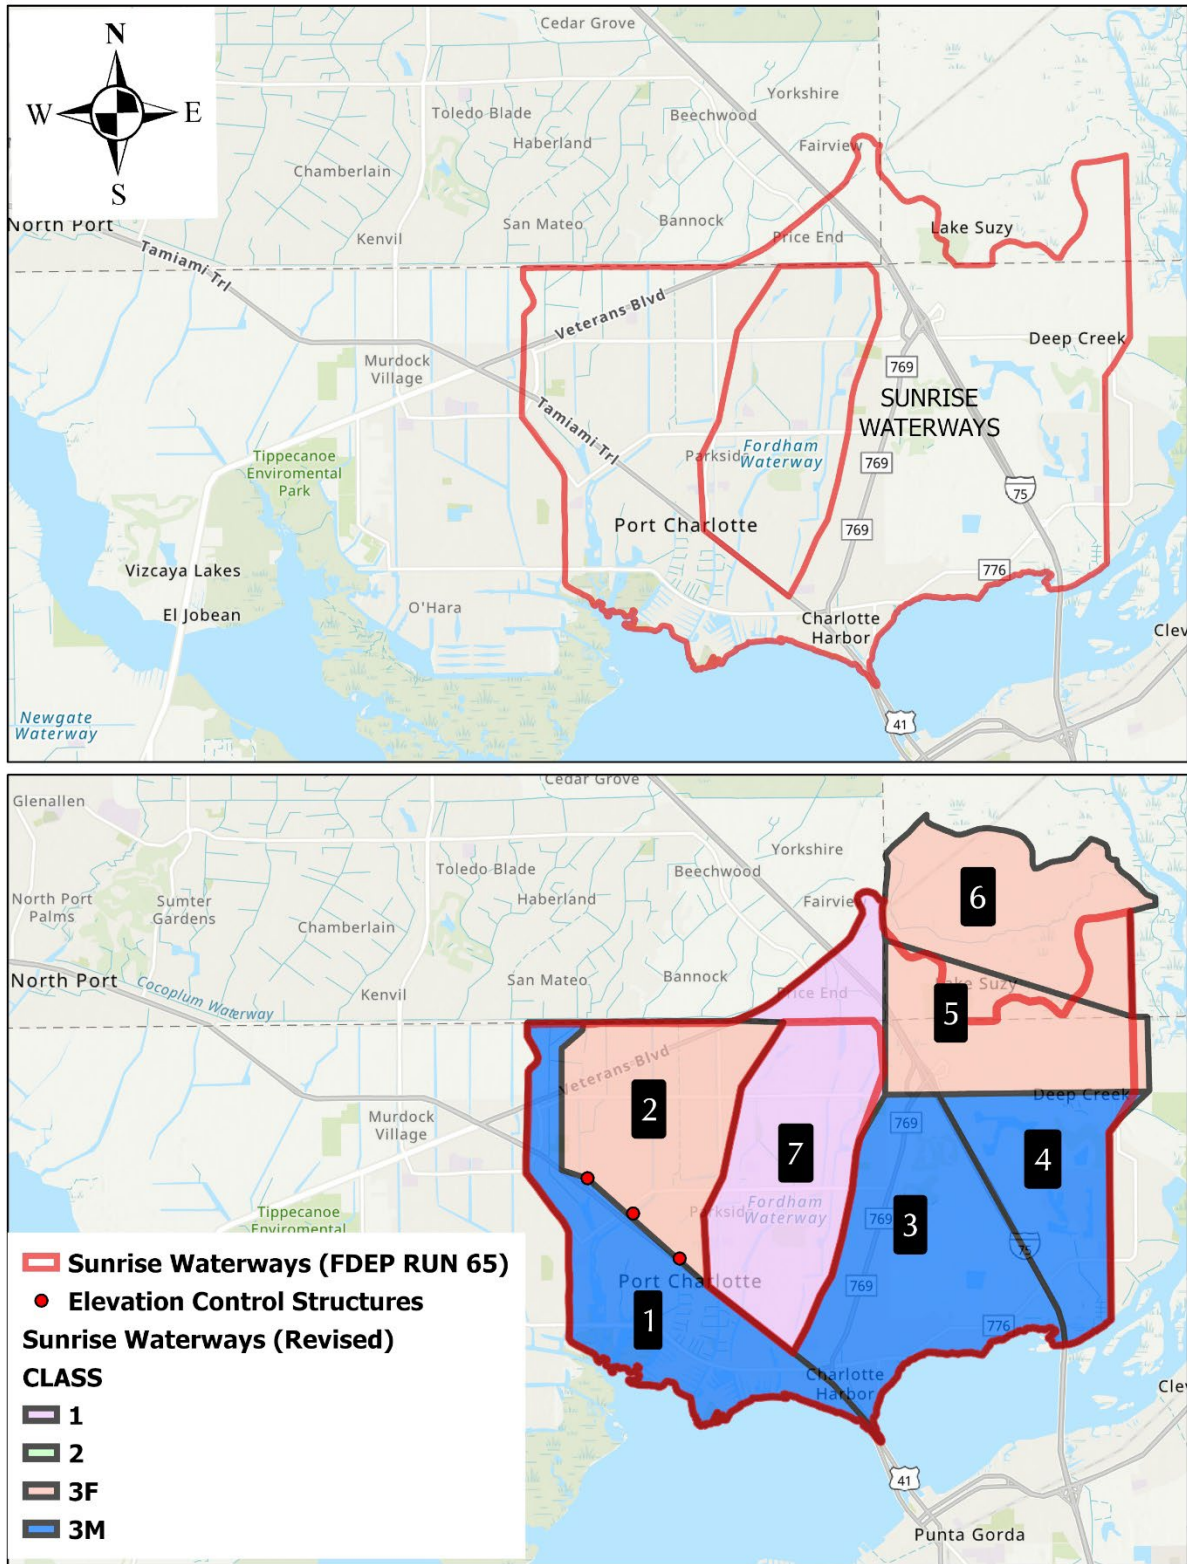 Cedar Grove
N
W
E
S
Yorkshire
Toledo Blade
Beechwood
Haberland
Fairview
Chamberlain
North Port
San Mateo
Bannock
Lake Suzy
Kenvil
Price End
Tamiami Trl
Veterans Blvd
Deep Creek
Murdock
Village
769
SUNRISE
WATERWAYS
Tamiami Trl
Tippecanoe
Enviromental
Park
Parkside
Fordham
Waterway
769
75
Port Charlotte
769
Vizcaya Lakes
776
O'Hara
El Jobean
Charlotte
Harbor
Clev
Newgate
Waterway
41
Cedar Grove
Glenallen
Yorkshire
Toledo Blade
Beechwood
North Port
Palms
Sumter
Gardens
Haberland
Fairview
6
Chamberlain
North Port
San Mateo
Bannock
Lake Suzy
Cocoplum Waterway
Kenvil
Price End
5
Veterans Blvd
Deep Creek
2
Murdock
Village
769
7
4
Tippecanoe
Enviromental
Parkside
Fordham
Waterway
769
3
75
Sunrise Waterways (FDEP RUN 65)
Port Charlotte
769
Elevation Control Structures
1
776
Sunrise Waterways (Revised)
CLASS
Charlotte
Harbor
Clev
1
2
3F
41
3M
Punta Gorda